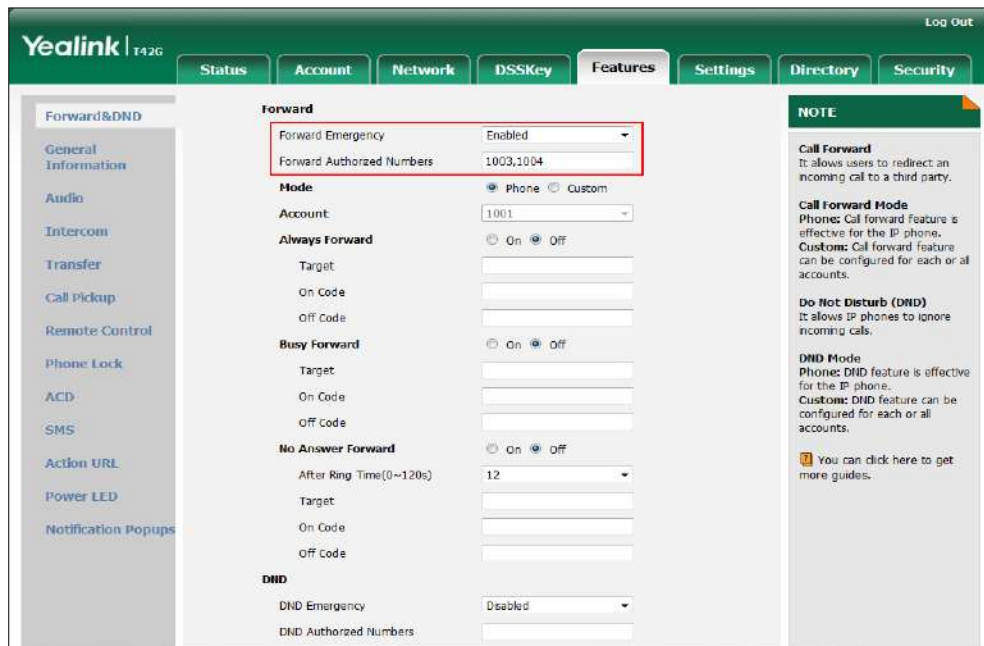 Log Out
Yealink | T42G
Status Account Network DSSKey Features Settings Directory Security
Forward&DND
General
Information
Audio
Intercom
Transfer
Call Pickup
Remote Control
Phone Lock
ACD
SMS
Action URL
Power LED
Notification Popups
Forward
Forward Emergency Enabled
Forward Authorized Numbers 1003,1004
Mode Phone Custom
Account 1001
Always Forward On Off
Target
On Code
Off Code
Busy Forward On Off
Target
On Code
Off Code
No Answer Forward On Off
After Ring Time(0~120s) 12
Target
On Code
Off Code
DND
DND Emergency Disabled
DND Authorized Numbers
NOTE
Call Forward
It allows users to redirect an
incoming call to a third party.
Call Forward Mode
Phone: Call forward feature is
effective for the IP phone.
Custom: Call forward feature
can be configured for each or all
accounts.
Do Not Disturb (DND)
It allows IP phones to ignore
incoming calls.
DND Mode
Phone: DND feature is effective
for the IP phone.
Custom: DND feature can be
configured for each or all
accounts.
? You can click here to get
more guides.